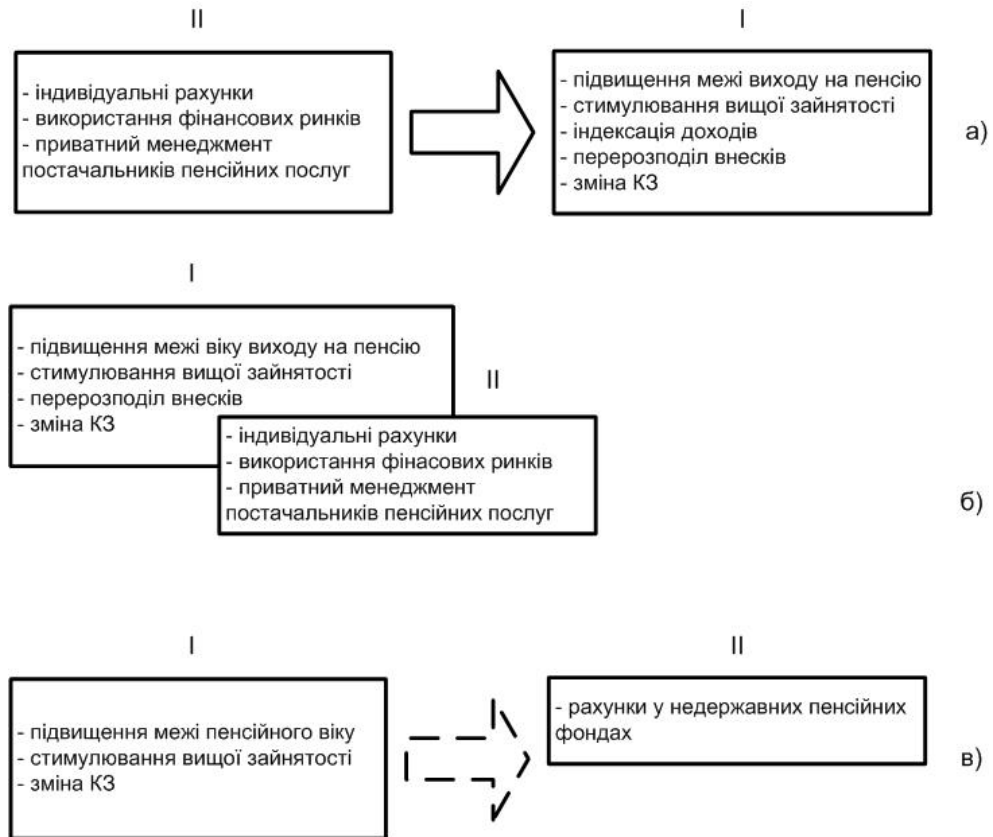 II
I
- індивідуальні рахунки
- використання фінансових ринків
- приватний менеджмент
постачальників пенсійних послуг
- підвищення межі виходу на пенсію
- стимулювання вищої зайнятості
- індексація доходів
- перерозподіл внесків
- зміна КЗ
а)
I
- підвищення межі віку виходу на пенсію
- стимулювання вищої зайнятості
- перерозподіл внесків
- зміна КЗ
II
- індивідуальні рахунки
- використання фінасових ринків
- приватний менеджмент
постачальників пенсійних послуг
б)
I
II
- підвищення межі пенсійного віку
- стимулювання вищої зайнятості
- зміна КЗ
- рахунки у недержавних пенсійних
фондах
в)